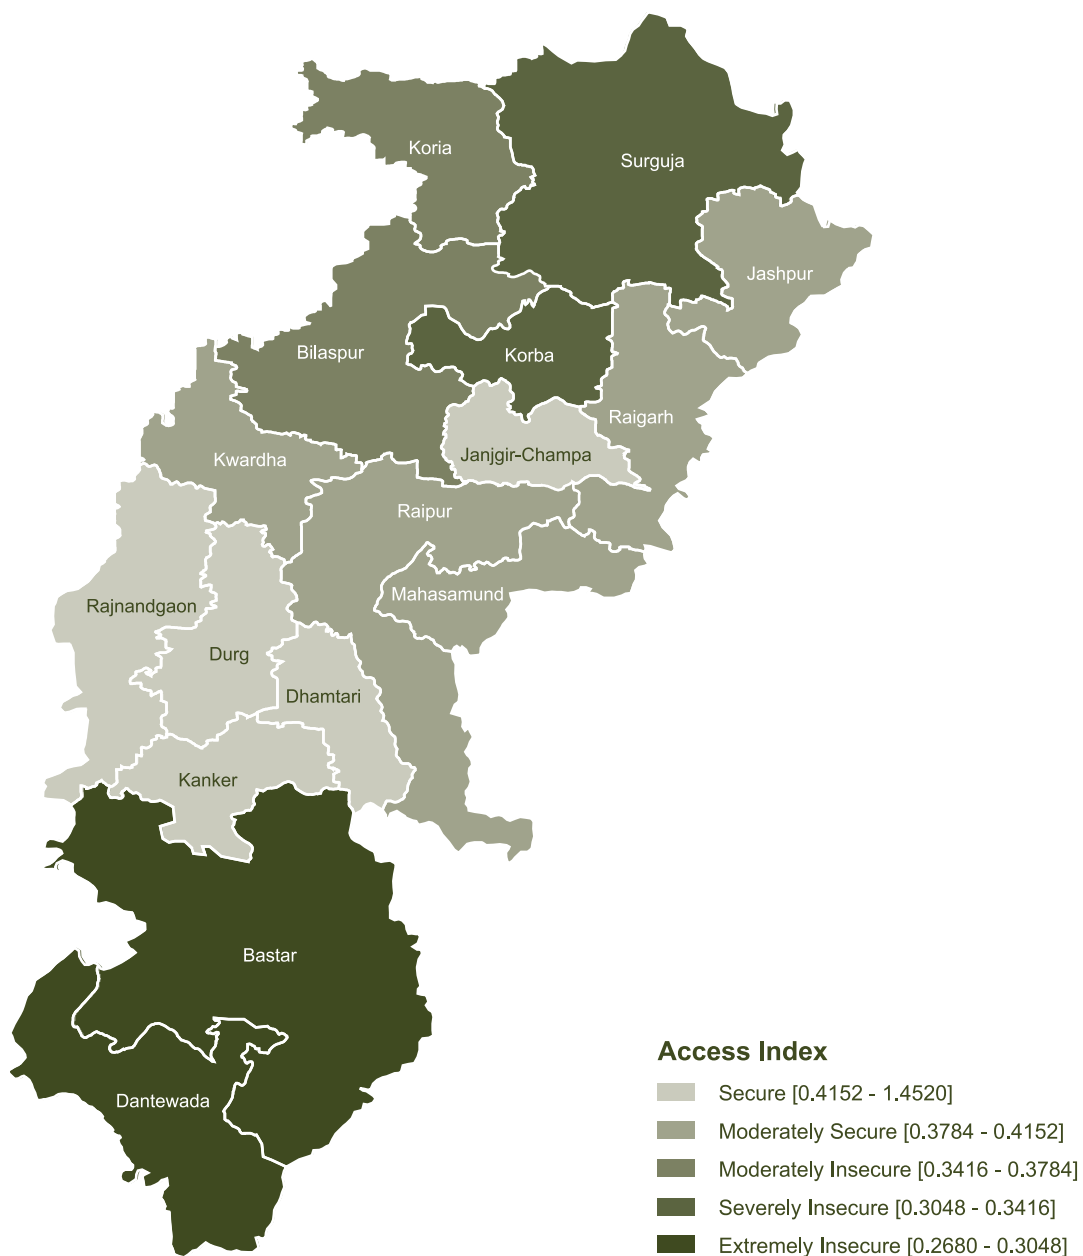 Koria
Surguja
Jashpur
Bilaspur
Korba
Raigarh
Janjgir-Champa
Kwardha
Raipur
Mahasamund
Rajnandgaon
Durg
Dhamtari
Kanker
Bastar
Dantewada
Access Index
Secure [0.4152 - 1.4520]
Moderately Secure [0.3784 - 0.4152]
Moderately Insecure [0.3416 - 0.3784]
Severely Insecure [0.3048 - 0.3416]
Extremely Insecure [0.2680 - 0.3048]